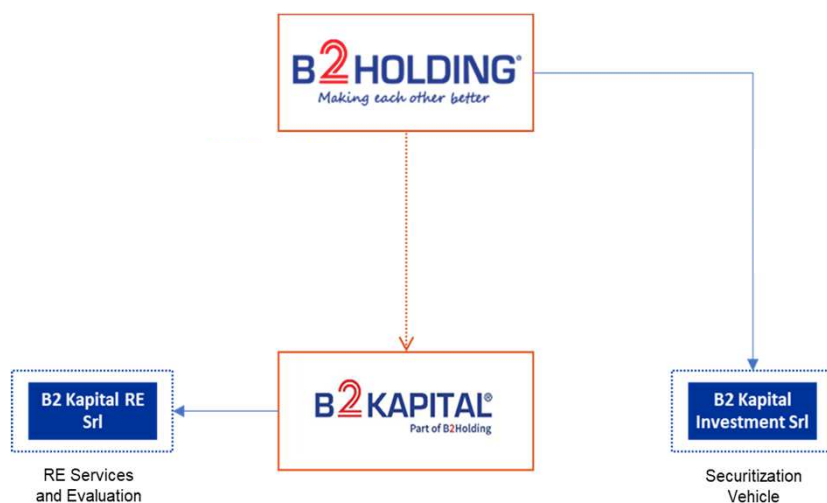 B2HOLDING®
Making each other better
B2 Kapital RE
Srl
B2KAPITAL®
Part of B2Holding
B2 Kapital
Investment Srl
RE Services
and Evaluation
Securitization
Vehicle